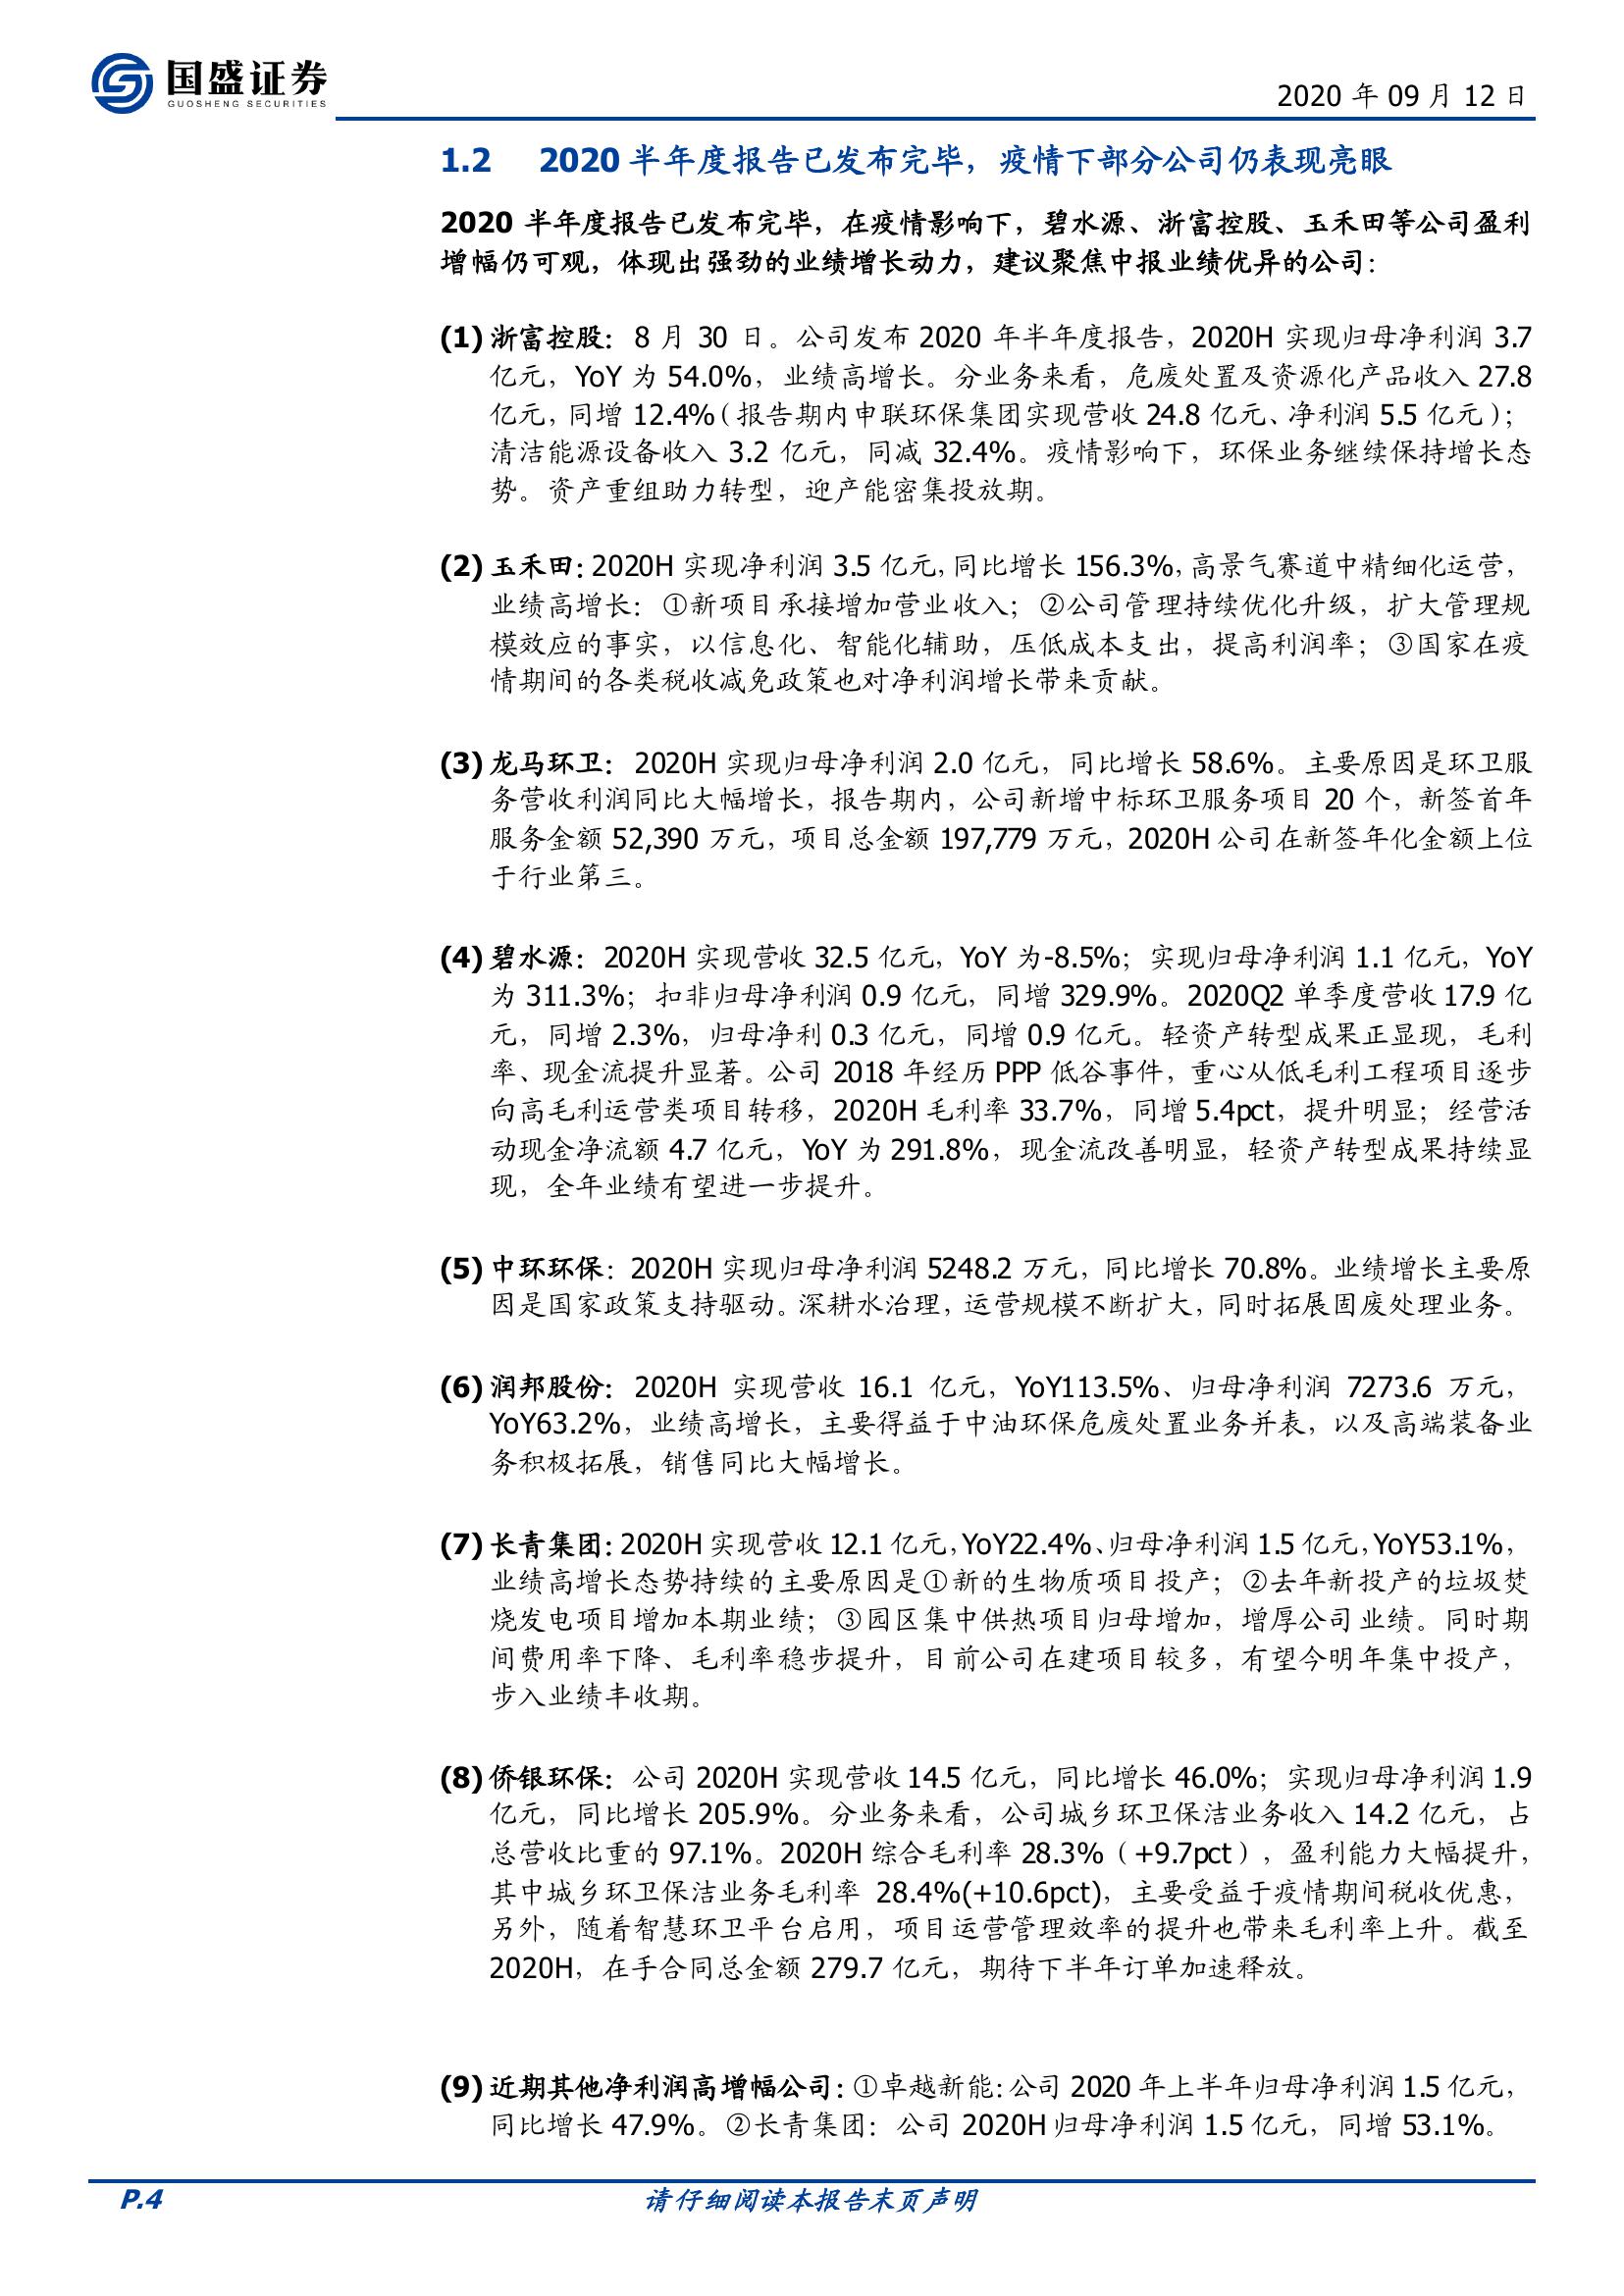 国盛证券
GUOSHENG SECURITIES
2020 年 09 月 12 日
1.2 2020 半年度报告已发布完毕，疫情下部分公司仍表现亮眼
2020 半年度报告已发布完毕，在疫情影响下，碧水源、浙富控股、玉禾田等公司盈利
增幅仍可观，体现出强劲的业绩增长动力，建议聚焦中报业绩优异的公司：
(1) 浙富控股：8 月 30 日。公司发布 2020 年半年度报告，2020H 实现归母净利润 3.7
亿元，YoY 为 54.0%，业绩高增长。分业务来看，危废处置及资源化产品收入 27.8
亿元，同增 12.4%（报告期内申联环保集团实现营收 24.8 亿元、净利润 5.5 亿元）；
清洁能源设备收入 3.2 亿元，同减 32.4%。疫情影响下，环保业务继续保持增长态
势。资产重组助力转型，迎产能密集投放期。
(2) 玉禾田：2020H 实现净利润 3.5 亿元，同比增长 156.3%，高景气赛道中精细化运营，
业绩高增长：①新项目承接增加营业收入；②公司管理持续优化升级，扩大管理规
模效应的事实，以信息化、智能化辅助，压低成本支出，提高利润率；③国家在疫
情期间的各类税收减免政策也对净利润增长带来贡献。
(3) 龙马环卫：2020H 实现归母净利润 2.0 亿元，同比增长 58.6%。主要原因是环卫服
务营收利润同比大幅增长，报告期内，公司新增中标环卫服务项目 20 个，新签首年
服务金额 52,390 万元，项目总金额 197,779 万元，2020H 公司在新签年化金额上位
于行业第三。
(4) 碧水源：2020H 实现营收 32.5 亿元，YoY 为-8.5%；实现归母净利润 1.1 亿元，YoY
为 311.3%；扣非归母净利润 0.9 亿元，同增 329.9%。2020Q2 单季度营收 17.9 亿
元，同增 2.3%，归母净利 0.3 亿元，同增 0.9 亿元。轻资产转型成果正显现，毛利
率、现金流提升显著。公司 2018 年经历 PPP 低谷事件，重心从低毛利工程项目逐步
向高毛利运营类项目转移，2020H 毛利率 33.7%，同增 5.4pct，提升明显；经营活
动现金净流额 4.7 亿元，YoY 为 291.8%，现金流改善明显，轻资产转型成果持续显
现，全年业绩有望进一步提升。
(5) 中环环保：2020H 实现归母净利润 5248.2 万元，同比增长 70.8%。业绩增长主要原
因是国家政策支持驱动。深耕水治理，运营规模不断扩大，同时拓展固废处理业务。
(6) 润邦股份：2020H 实现营收 16.1 亿元，YoY113.5%、归母净利润 7273.6 万元，
YoY63.2%，业绩高增长，主要得益于中油环保危废处置业务并表，以及高端装备业
务积极拓展，销售同比大幅增长。
(7) 长青集团：2020H 实现营收 12.1 亿元，YoY22.4%、归母净利润 1.5 亿元，YoY53.1%，
业绩高增长态势持续的主要原因是①新的生物质项目投产；②去年新投产的垃圾焚
烧发电项目增加本期业绩；③园区集中供热项目归母增加，增厚公司业绩。同时期
间费用率下降、毛利率稳步提升，目前公司在建项目较多，有望今明年集中投产，
步入业绩丰收期。
(8) 侨银环保：公司 2020H 实现营收 14.5 亿元，同比增长 46.0%；实现归母净利润 1.9
亿元，同比增长 205.9%。分业务来看，公司城乡环卫保洁业务收入 14.2 亿元，占
总营收比重的 97.1%。2020H 综合毛利率 28.3%（+9.7pct），盈利能力大幅提升，
其中城乡环卫保洁业务毛利率 28.4%(+10.6pct)，主要受益于疫情期间税收优惠，
另外，随着智慧环卫平台启用，项目运营管理效率的提升也带来毛利率上升。截至
2020H，在手合同总金额 279.7 亿元，期待下半年订单加速释放。
(9) 近期其他净利润高增幅公司：①卓越新能：公司 2020 年上半年归母净利润 1.5 亿元，
同比增长 47.9%。②长青集团：公司 2020H 归母净利润 1.5 亿元，同增 53.1%。
P.4 请仔细阅读本报告末页声明